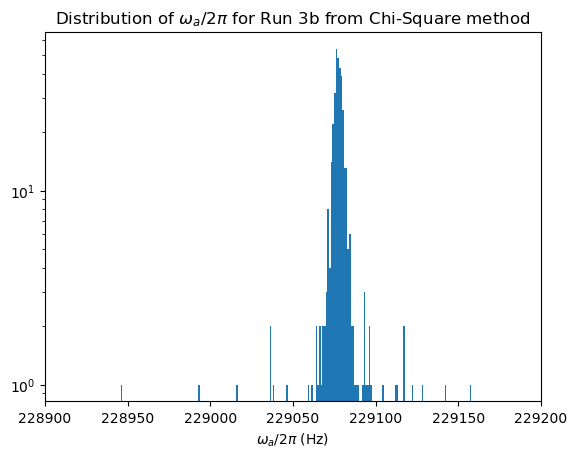 Distribution of ωₐ/2π for Run 3b from Chi-Square method
10¹
10⁰
228900 228950 229000 229050 229100 229150 229200
ωₐ/2π (Hz)